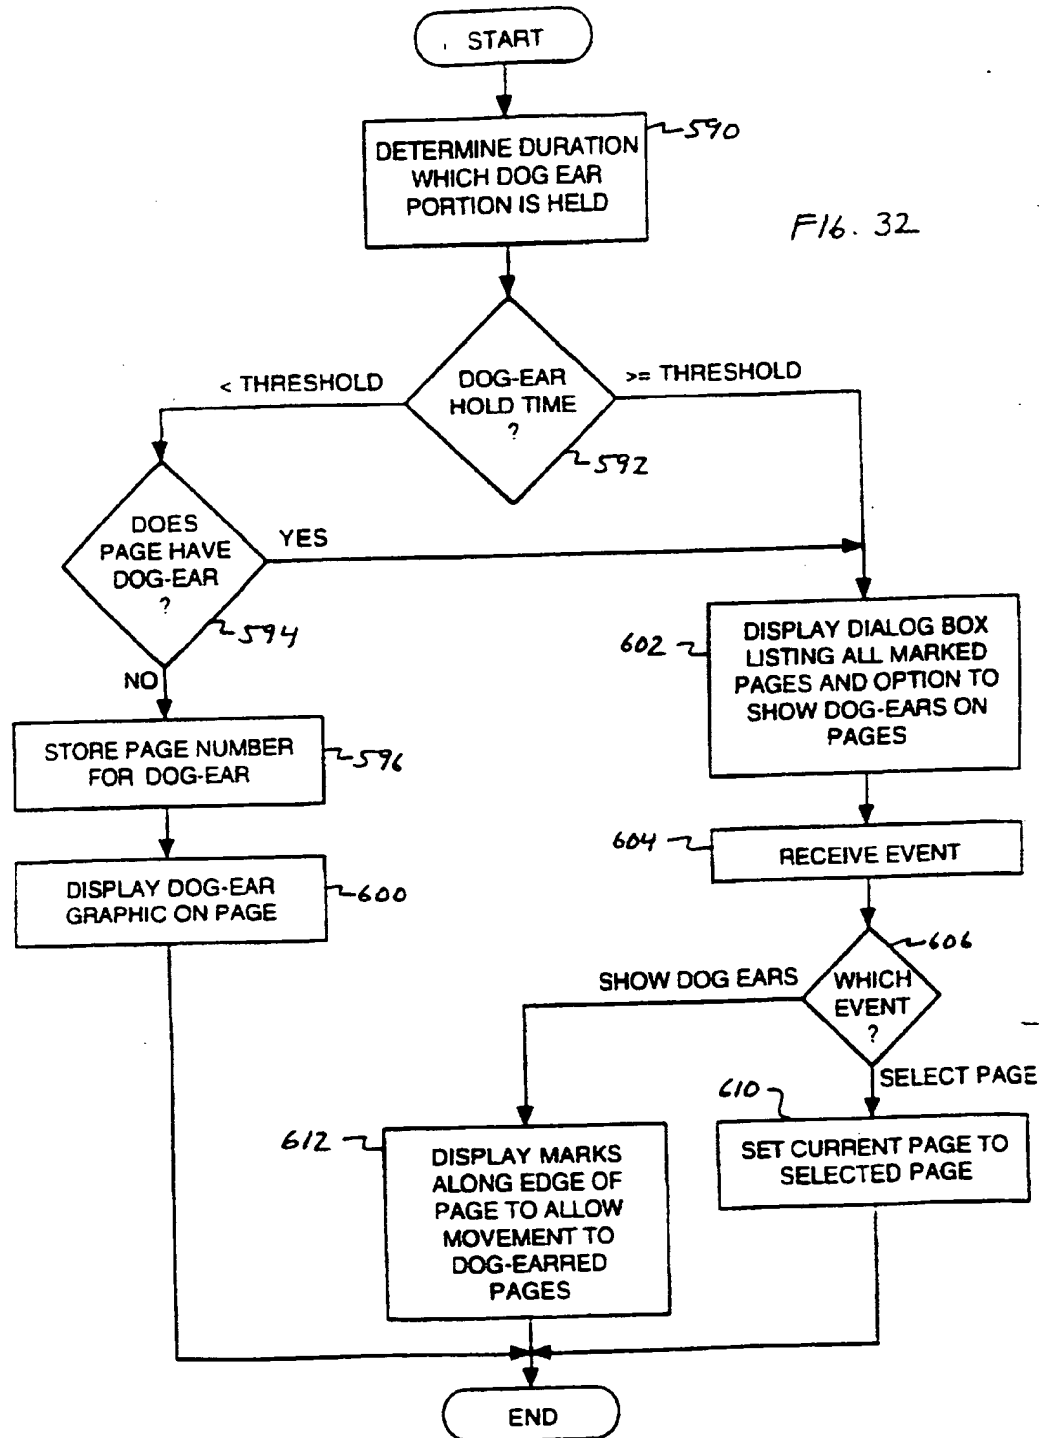 START
590
DETERMINE DURATION
WHICH DOG EAR
PORTION IS HELD
FIG. 32
< THRESHOLD
DOG-EAR
HOLD TIME
?
>= THRESHOLD
592
DOES
PAGE HAVE
DOG-EAR
?
YES
594
NO
602
DISPLAY DIALOG BOX
LISTING ALL MARKED
PAGES AND OPTION TO
SHOW DOG-EARS ON
PAGES
STORE PAGE NUMBER
FOR DOG-EAR
596
604
RECEIVE EVENT
DISPLAY DOG-EAR
GRAPHIC ON PAGE
600
606
SHOW DOG EARS
WHICH
EVENT
?
SELECT PAGE
610
612
DISPLAY MARKS
ALONG EDGE OF
PAGE TO ALLOW
MOVEMENT TO
DOG-EARRED
PAGES
SET CURRENT PAGE TO
SELECTED PAGE
END